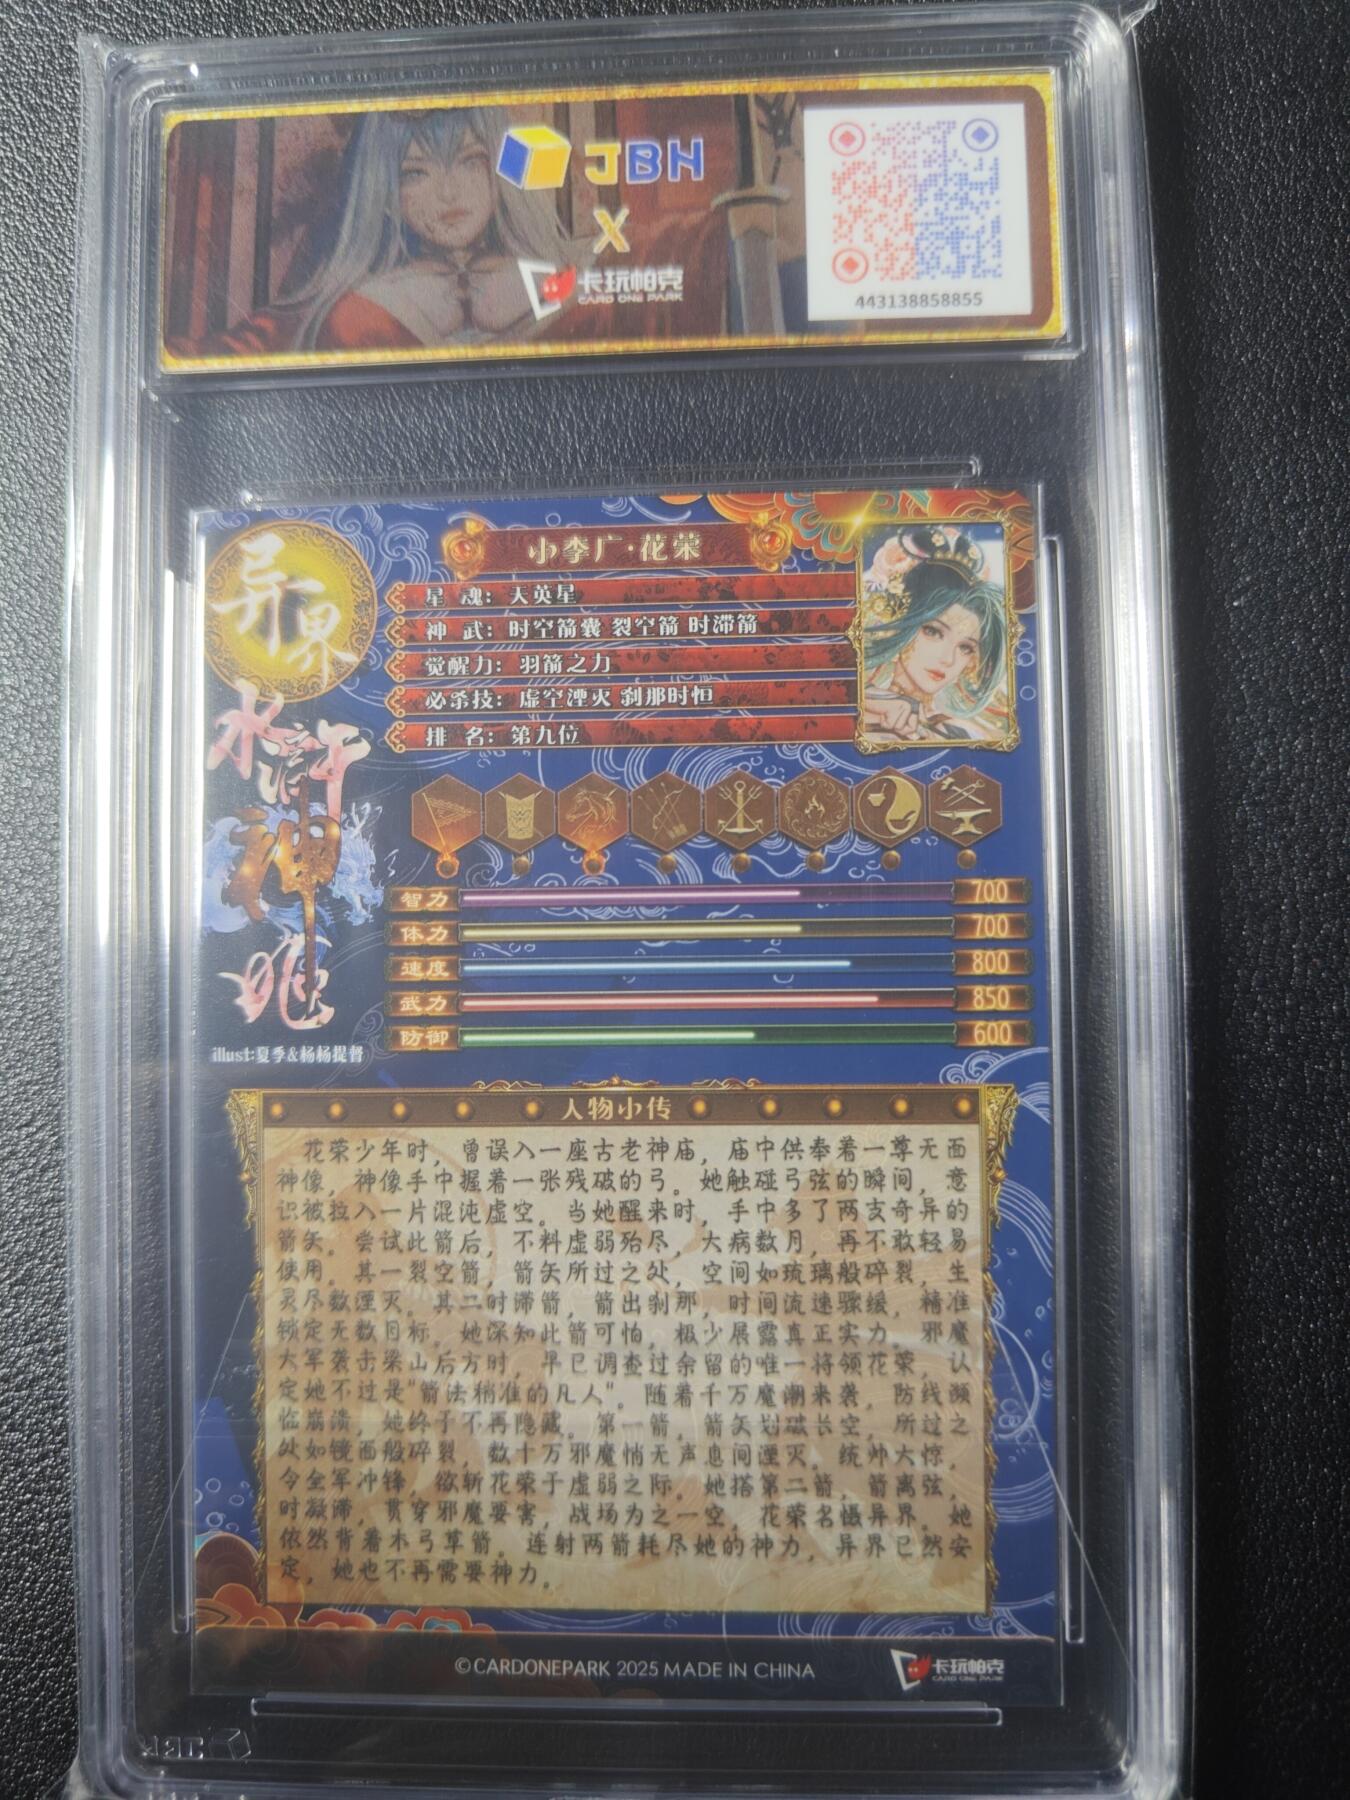 JBH
X
卡玩帕克
CARD ONE PARK
443138858855
异界
水浒
神
姬
illust:夏季&杨杨提督
小李广·花荣
星 魂：天英星
神 武：时空箭囊 裂空箭 时滞箭
觉醒力：羽箭之力
必杀技：虚空湮灭 刹那时恒
排 名：第九位
智力 700
体力 700
速度 800
武力 850
防御 600
人物小传
花荣少年时，曾误入一座古老神庙，庙中供奉着一尊无面
神像，神像手中握着一张残破的弓。她触碰弓弦的瞬间，意
识被拉入一片混沌虚空。当她醒来时，手中多了两支奇异的
箭矢。尝试此箭后，不料虚弱殆尽，大病数月，再不敢轻易
使用。其一裂空箭，箭矢所过之处，空间如琉璃般碎裂，生
灵尽数湮灭。其二时滞箭，箭出刹那，时间流速骤缓，精准
锁定无数目标。她深知此箭可怕，极少展露真正实力。邪魔
大军袭击梁山后方时，早已调查过余留的唯一将领花荣，认
定她不过是"箭法稍准的凡人"。随着千万魔潮来袭，防线濒
临崩溃，她终于不再隐藏。第一箭，箭矢划破长空，所过之
处如镜面般碎裂，数十万邪魔悄无声息间湮灭。统帅大惊，
令全军冲锋，欲斩花荣于虚弱之际。她搭第二箭，箭离弦，
时凝滞，贯穿邪魔要害，战场为之一空，花荣名慑异界。她
依然背着木弓草箭。连射两箭耗尽她的神力，异界已然安
定，她也不再需要神力。
©CARDONEPARK 2025 MADE IN CHINA
卡玩帕克
CARD ONE PARK